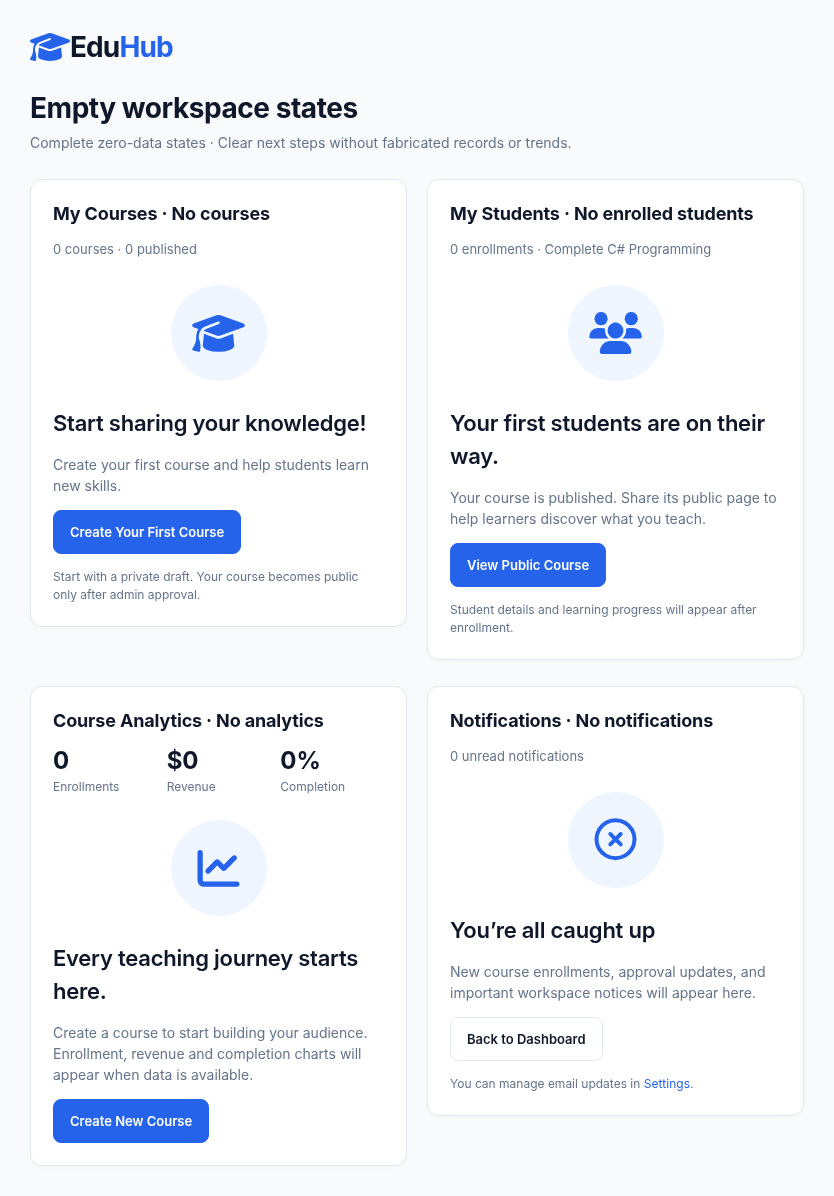 EduHub
Empty workspace states
Complete zero-data states · Clear next steps without fabricated records or trends.
My Courses · No courses
0 courses · 0 published
Start sharing your knowledge!
Create your first course and help students learn
new skills.
Create Your First Course
Start with a private draft. Your course becomes public
only after admin approval.
My Students · No enrolled students
0 enrollments · Complete C# Programming
Your first students are on their
way.
Your course is published. Share its public page to
help learners discover what you teach.
View Public Course
Student details and learning progress will appear after
enrollment.
Course Analytics · No analytics
0 $0 0%
Enrollments Revenue Completion
Every teaching journey starts
here.
Create a course to start building your audience.
Enrollment, revenue and completion charts will
appear when data is available.
Create New Course
Notifications · No notifications
0 unread notifications
You’re all caught up
New course enrollments, approval updates, and
important workspace notices will appear here.
Back to Dashboard
You can manage email updates in Settings.